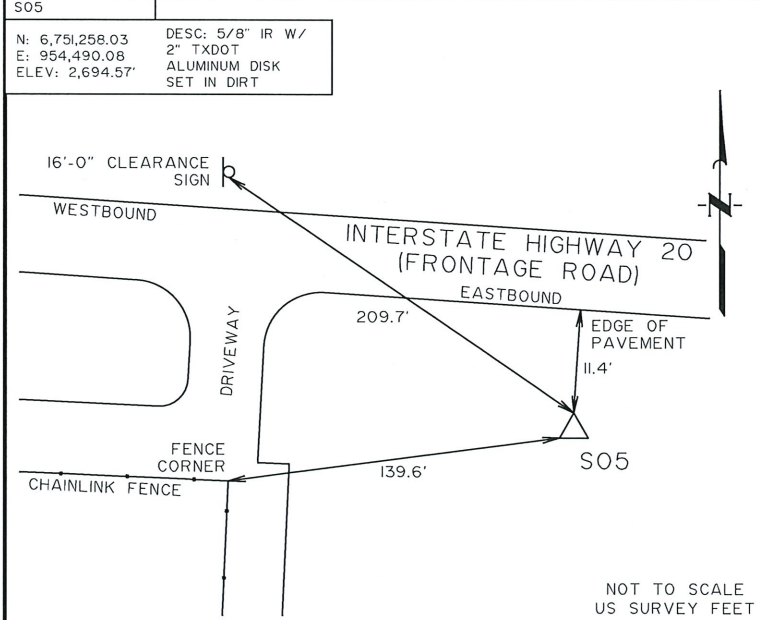 S05
N: 6,751,258.03
E: 954,490.08
ELEV: 2,694.57'
DESC: 5/8" IR W/
2" TXDOT
ALUMINUM DISK
SET IN DIRT
16'-0" CLEARANCE
SIGN
WESTBOUND
INTERSTATE HIGHWAY 20
(FRONTAGE ROAD)
EASTBOUND
N
209.7'
EDGE OF
PAVEMENT
DRIVEWAY
11.4'
FENCE
CORNER
S05
139.6'
CHAINLINK FENCE
NOT TO SCALE
US SURVEY FEET